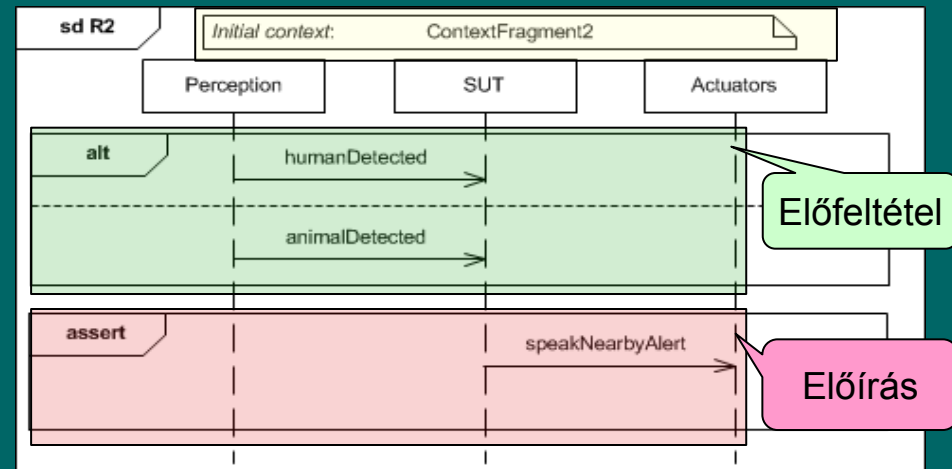 sd R2
Initial context: ContextFragment2
Perception SUT Actuators
alt
humanDetected
Előfeltétel
animalDetected
assert
speakNearbyAlert
Előírás